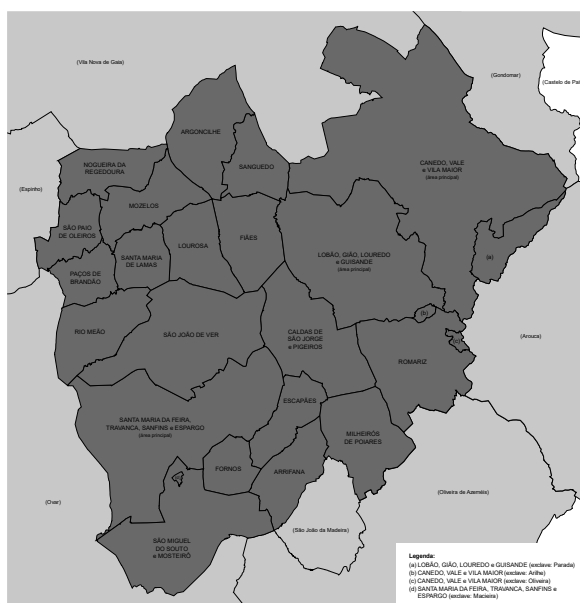 (Vila Nova de Gaia)
(Gondomar)
(Castelo de Pai
ARGONCILHE
NOGUEIRA DA
REGEDOURA
SANGUEDO
CANEDO, VALE
e VILA MAIOR
(área principal)
(Espinho)
MOZELOS
SÃO PAIO
DE OLEIROS
LOUROSA
FIÃES
SANTA MARIA
DE LAMAS
LOBÃO, GIÃO, LOUREDO
e GUISANDE
(área principal)
(a)
PAÇOS DE
BRANDÃO
(b)
RIO MEÃO
SÃO JOÃO DE VER
CALDAS DE
SÃO JORGE
e PIGEIROS
(c)
(Arouca)
ROMARIZ
ESCAPÃES
SANTA MARIA DA FEIRA,
TRAVANCA, SANFINS e ESPARGO
(área principal)
MILHEIRÓS
DE POIARES
FORNOS
ARRIFANA
(d)
(Ovar)
(Oliveira de Azeméis)
(São João da Madeira)
SÃO MIGUEL
DO SOUTO
e MOSTEIRÔ
Legenda:
(a) LOBÃO, GIÃO, LOUREDO e GUISANDE (exclave: Parada)
(b) CANEDO, VALE e VILA MAIOR (exclave: Arilhe)
(c) CANEDO, VALE e VILA MAIOR (exclave: Oliveira)
(d) SANTA MARIA DA FEIRA, TRAVANCA, SANFINS e
ESPARGO (exclave: Macieira)